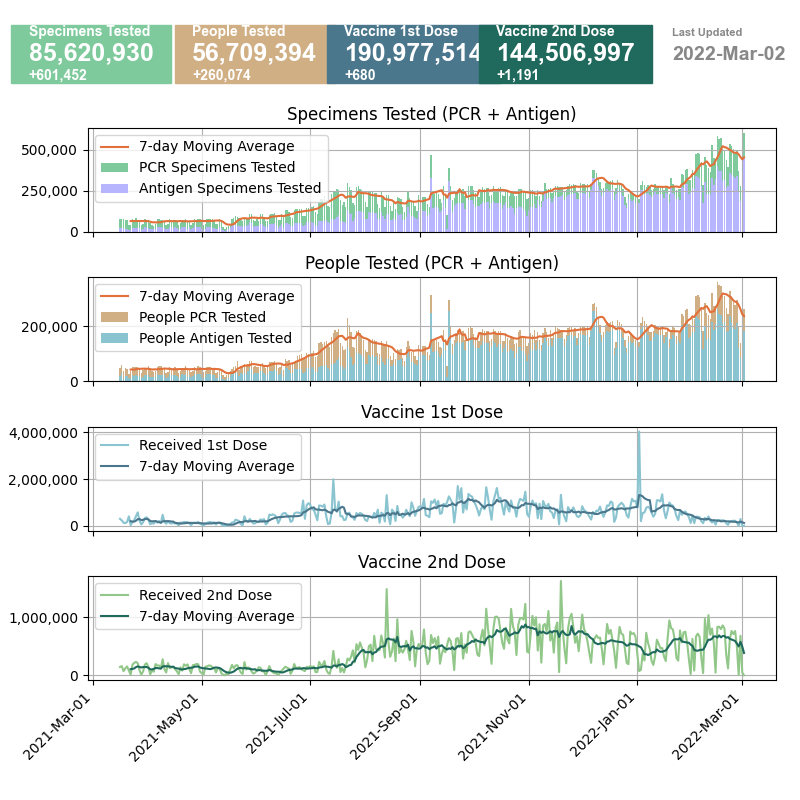 Specimens Tested
85,620,930
+601,452
People Tested
56,709,394
+260,074
Vaccine 1st Dose
190,977,514
+680
Vaccine 2nd Dose
144,506,997
+1,191
Last Updated
2022-Mar-02
Specimens Tested (PCR + Antigen)
7-day Moving Average
PCR Specimens Tested
Antigen Specimens Tested
500,000
250,000
0
People Tested (PCR + Antigen)
7-day Moving Average
People PCR Tested
People Antigen Tested
200,000
0
Vaccine 1st Dose
Received 1st Dose
7-day Moving Average
4,000,000
2,000,000
0
Vaccine 2nd Dose
Received 2nd Dose
7-day Moving Average
1,000,000
0
2021-Mar-01
2021-May-01
2021-Jul-01
2021-Sep-01
2021-Nov-01
2022-Jan-01
2022-Mar-01